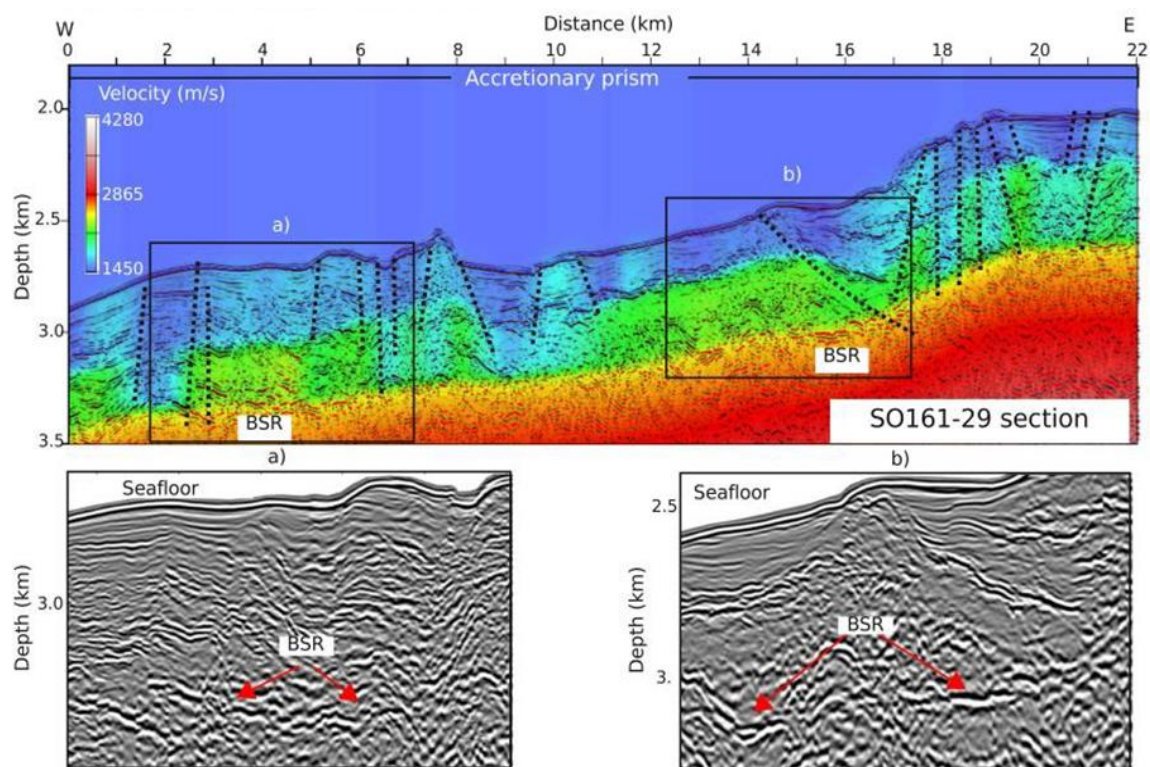 W Distance (km) E
0 2 4 6 8 10 12 14 16 18 20 22
Accretionary prism
Velocity (m/s)
4280
2865
1450
Depth (km)
2.0
2.5
3.0
3.5
a)
b)
BSR
BSR
SO161-29 section
a)
Seafloor
Depth (km)
3.0
BSR
b)
Seafloor
Depth (km)
2.5
3.
BSR